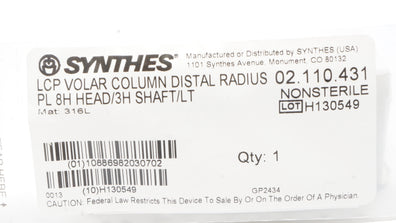 SYNTHES®
Manufactured or Distributed by SYNTHES (USA)
1101 Synthes Avenue, Monument, CO 80132
LCP VOLAR COLUMN DISTAL RADIUS 02.110.431
PL 8H HEAD/3H SHAFT/LT
NONSTERILE
Mat: 316L
LOT H130549
(01)10886982030702
Qty: 1
(10)H130549
GP2434
0013
CAUTION: Federal Law Restricts This Device To Sale By Or On The Order Of A Physician.